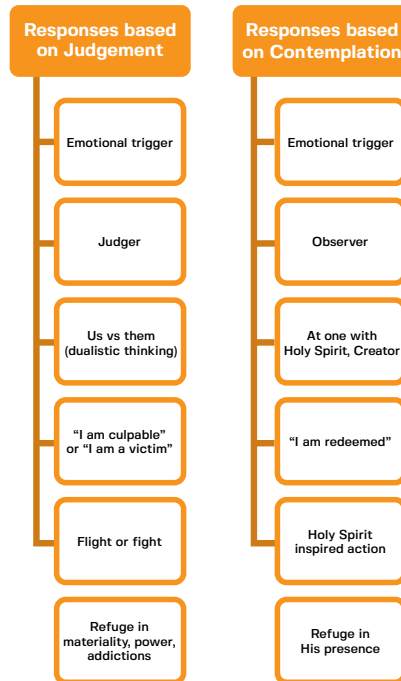 Responses based
on Judgement
Emotional trigger
Judger
Us vs them
(dualistic thinking)
“I am culpable”
or “I am a victim”
Flight or fight
Refuge in
materiality, power,
addictions
Responses based
on Contemplation
Emotional trigger
Observer
At one with
Holy Spirit, Creator
“I am redeemed”
Holy Spirit
inspired action
Refuge in
His presence